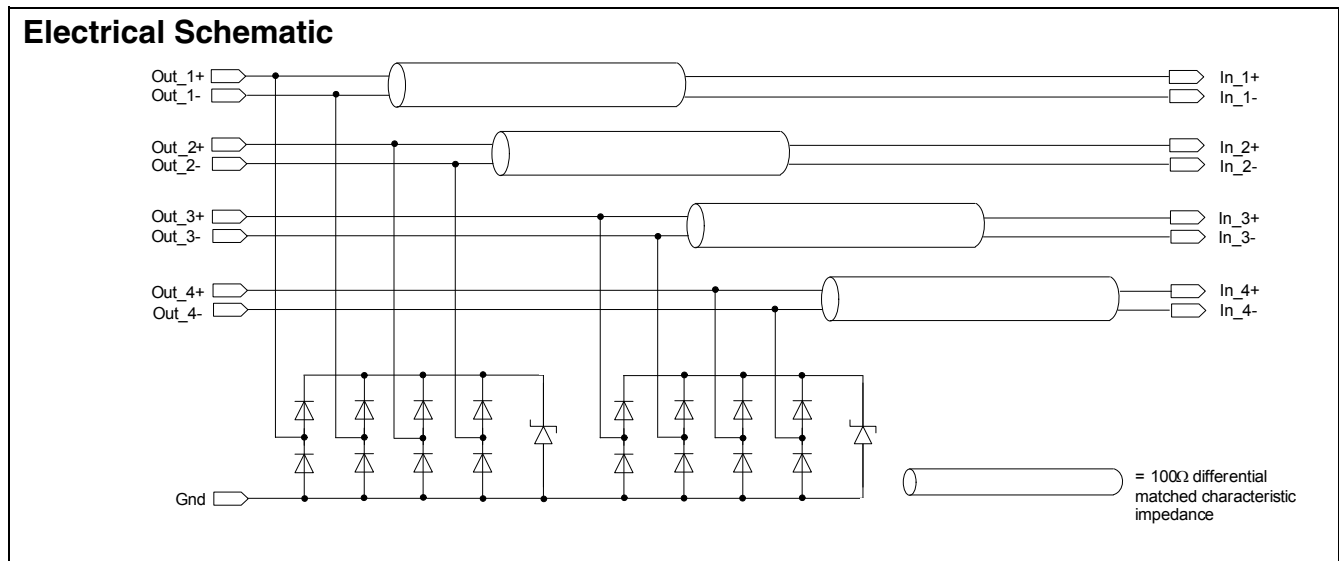 Electrical Schematic
Out_1+
In_1+
Out_1-
In_1-
Out_2+
In_2+
Out_2-
In_2-
Out_3+
In_3+
Out_3-
In_3-
Out_4+
In_4+
Out_4-
In_4-
Gnd
= 100Ω differential
matched characteristic
impedance